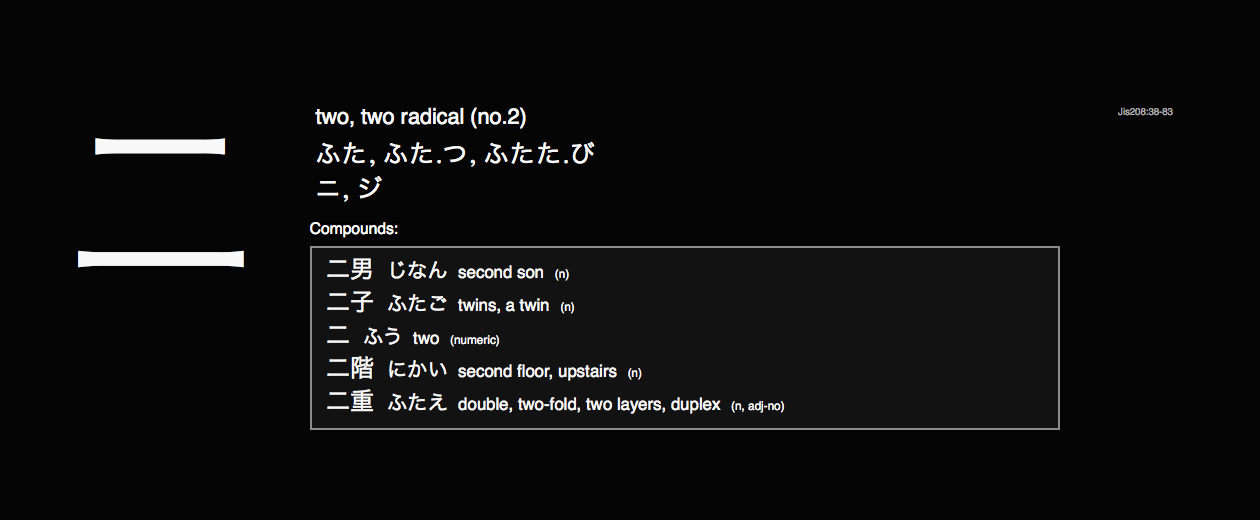 二
two, two radical (no.2)
Jis208:38-83
ふた, ふた.つ, ふたた.び
ニ, ジ
Compounds:
二男 じなん second son (n)
二子 ふたご twins, a twin (n)
二 ふう two (numeric)
二階 にかい second floor, upstairs (n)
二重 ふたえ double, two-fold, two layers, duplex (n, adj-no)